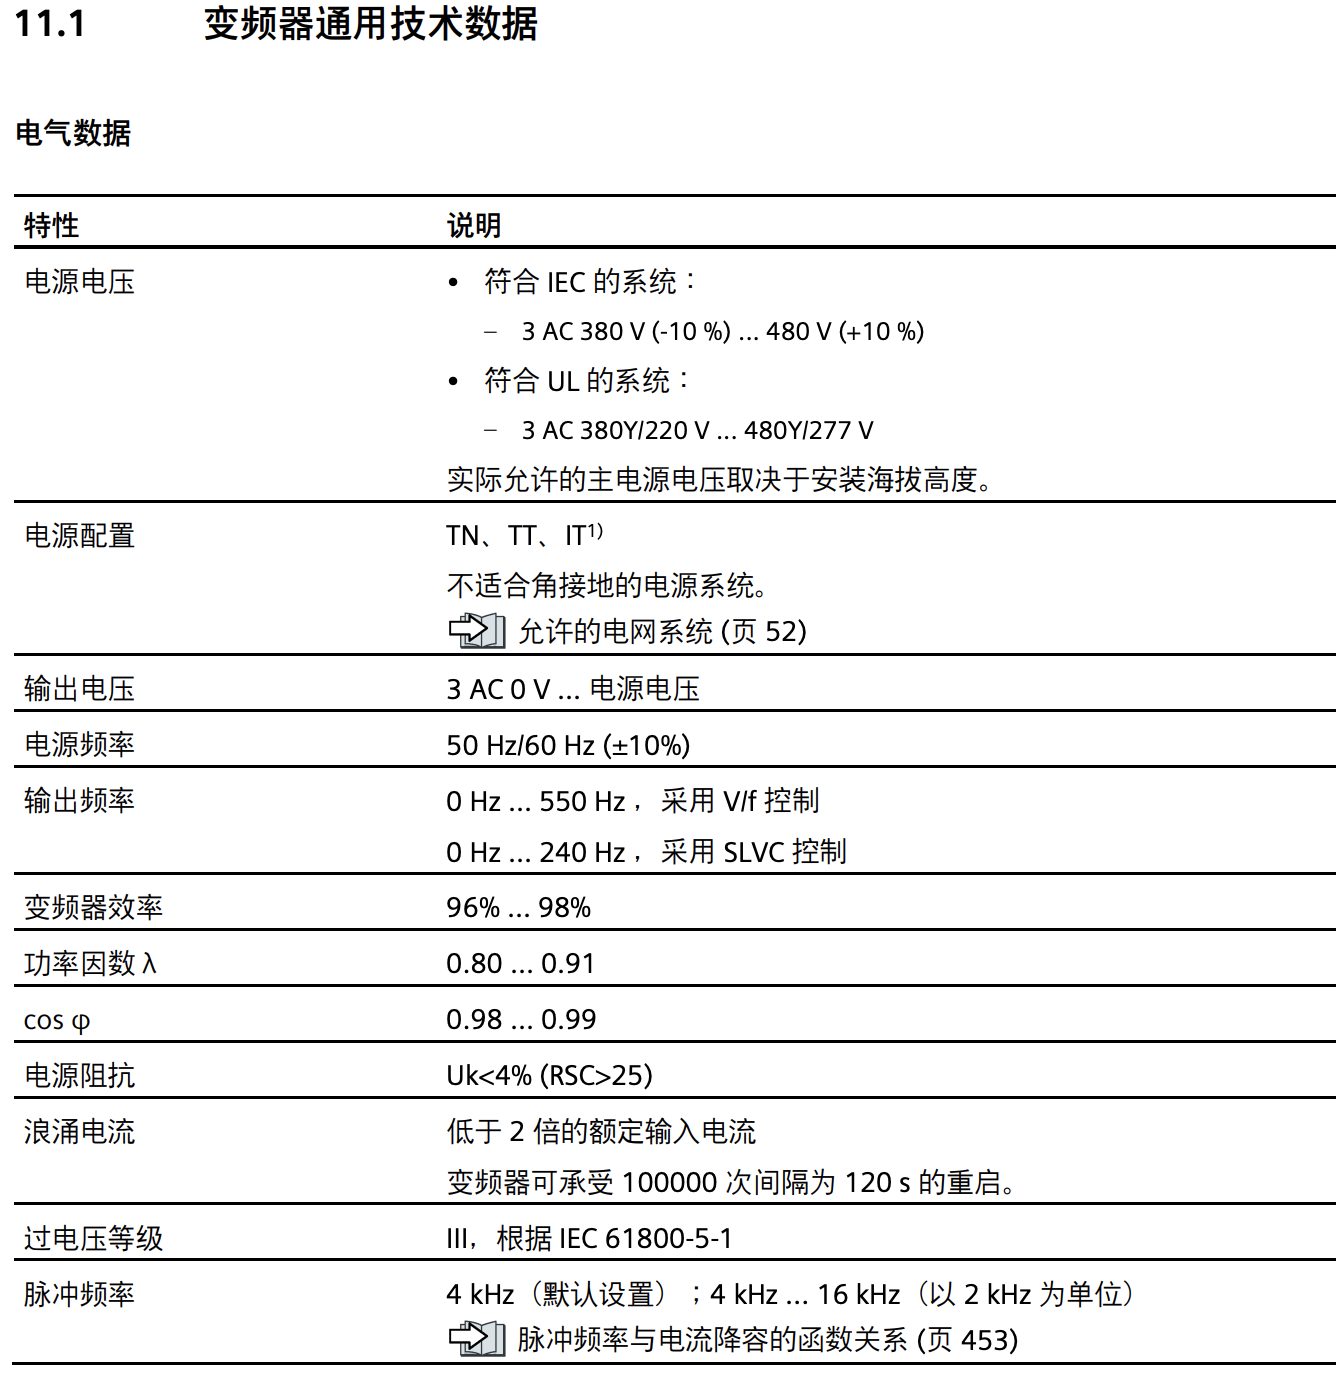 11.1 变频器通用技术数据
电气数据
特性 说明
电源电压 • 符合 IEC 的系统：
– 3 AC 380 V (-10 %) ... 480 V (+10 %)
• 符合 UL 的系统：
– 3 AC 380Y/220 V ... 480Y/277 V
实际允许的主电源电压取决于安装海拔高度。
电源配置 TN、TT、IT1)
不适合角接地的电源系统。
允许的电网系统 (页 52)
输出电压 3 AC 0 V ... 电源电压
电源频率 50 Hz/60 Hz (±10%)
输出频率 0 Hz ... 550 Hz， 采用 V/f 控制
0 Hz ... 240 Hz， 采用 SLVC 控制
变频器效率 96% ... 98%
功率因数 λ 0.80 ... 0.91
cos φ 0.98 ... 0.99
电源阻抗 Uk<4% (RSC>25)
浪涌电流 低于 2 倍的额定输入电流
变频器可承受 100000 次间隔为 120 s 的重启。
过电压等级 III，根据 IEC 61800-5-1
脉冲频率 4 kHz（默认设置）；4 kHz ... 16 kHz（以 2 kHz 为单位）
脉冲频率与电流降容的函数关系 (页 453)